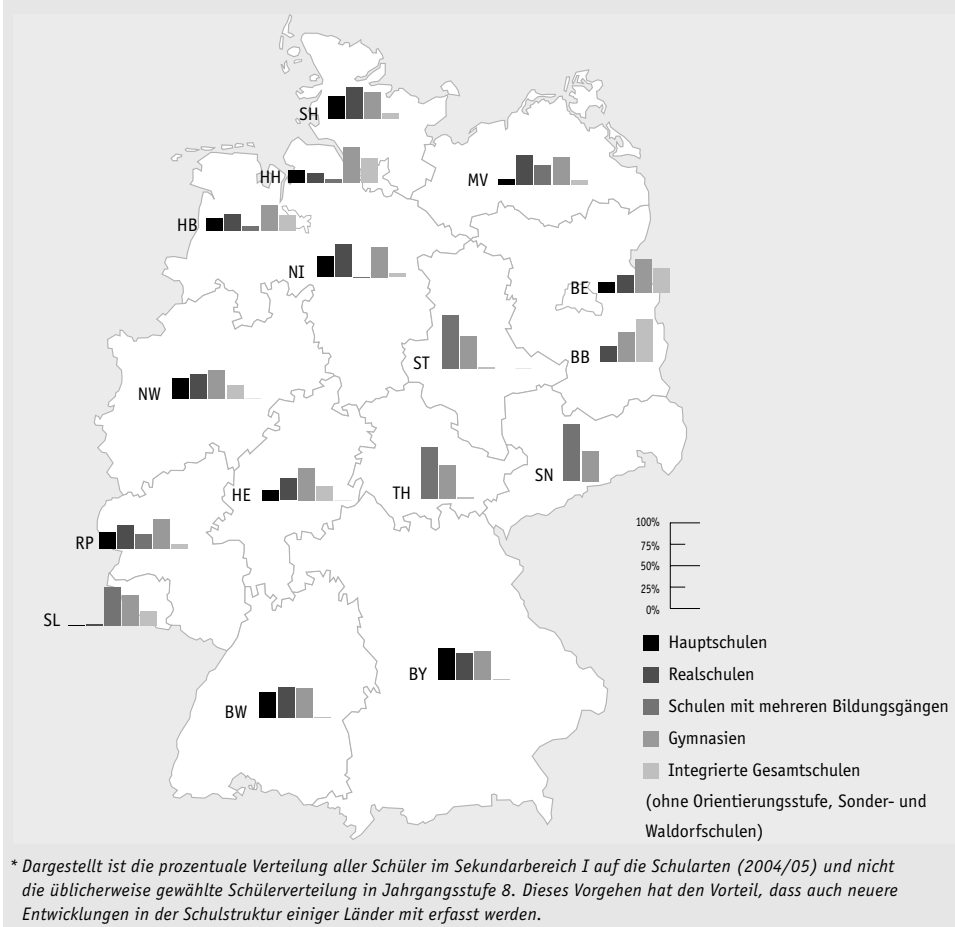 SH
HH
MV
HB
NI
BE
ST
BB
NW
SN
HE
TH
RP
100%
75%
50%
25%
0%
SL
Hauptschulen
BY
Realschulen
BW
Schulen mit mehreren Bildungsgängen
Gymnasien
Integrierte Gesamtschulen
(ohne Orientierungsstufe, Sonder- und
Waldorfschulen)
* Dargestellt ist die prozentuale Verteilung aller Schüler im Sekundarbereich I auf die Schularten (2004/05) und nicht
die üblicherweise gewählte Schülerverteilung in Jahrgangsstufe 8. Dieses Vorgehen hat den Vorteil, dass auch neuere
Entwicklungen in der Schulstruktur einiger Länder mit erfasst werden.